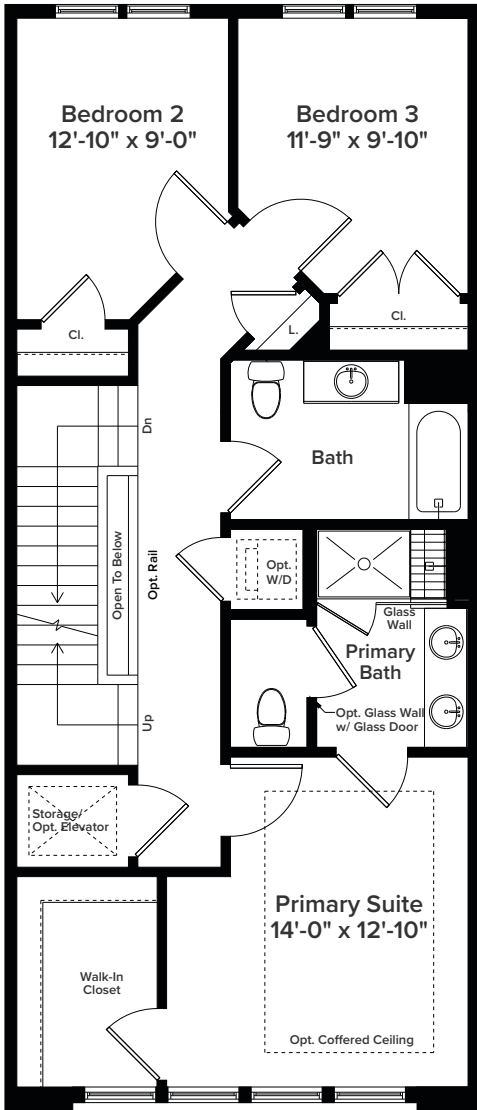 Bedroom 2
12'-10" x 9'-0"
Bedroom 3
11'-9" x 9'-10"
Cl.
L.
Cl.
Dn
Bath
Open To Below
Opt. Rail
Opt.
W/D
Glass
Wall
Primary
Bath
Opt. Glass Wall
w/ Glass Door
Up
Storage/
Opt. Elevator
Primary Suite
14'-0" x 12'-10"
Walk-In
Closet
Opt. Coffered Ceiling